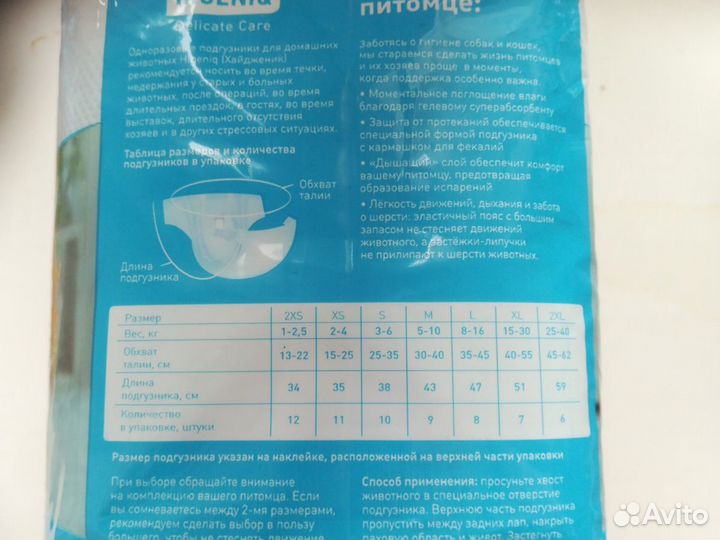 Delicate Care
Одноразовые подгузники для домашних
животных Higeniq (Хайдженик)
рекомендуется носить во время течки,
недержания у старых и больных
животных, после операций, во время
длительных поездок, в гостях, во время
выставок, длительного отсутствия
хозяев и в других стрессовых ситуациях.
Таблица размеров и количества
подгузников в упаковке
Обхват
талии
Длина
подгузника
питомце:
Заботясь о гигиене собак и кошек,
мы стараемся сделать жизнь питомцев
и их хозяев проще в моменты,
когда поддержка особенно важна.
• Моментальное поглощение влаги
благодаря гелевому суперабсорбенту
• Защита от протеканий обеспечивается
специальной формой подгузника
с кармашком для фекалий
• «Дышащий» слой обеспечит комфорт
вашему питомцу, предотвращая
образование испарений
• Лёгкость движений, дыхания и забота
о шерсти: эластичный пояс с большим
запасом не стесняет движений
животного, а застёжки-липучки
не прилипают к шерсти животных.
Размер 2XS XS S M L XL 2XL
Вес, кг 1-2,5 2-4 3-6 5-10 8-16 15-30 25-40
Обхват
талии, см 13-22 15-25 25-35 30-40 35-45 40-55 45-62
Длина
подгузника, см 34 35 38 43 47 51 59
Количество
в упаковке, штуки 12 11 10 9 8 7 6
Размер подгузника указан на наклейке, расположенной на верхней части упаковки
При выборе обращайте внимание
на комплекцию вашего питомца. Если
вы сомневаетесь между 2-мя размерами,
рекомендуем сделать выбор в пользу
большего, чтобы не стеснять движение
Способ применения: просуньте хвост
животного в специальное отверстие
подгузника. Верхнюю часть подгузника
пропустить между задних лап, накрыть
паховую область и живот. Застегнуть
Avito